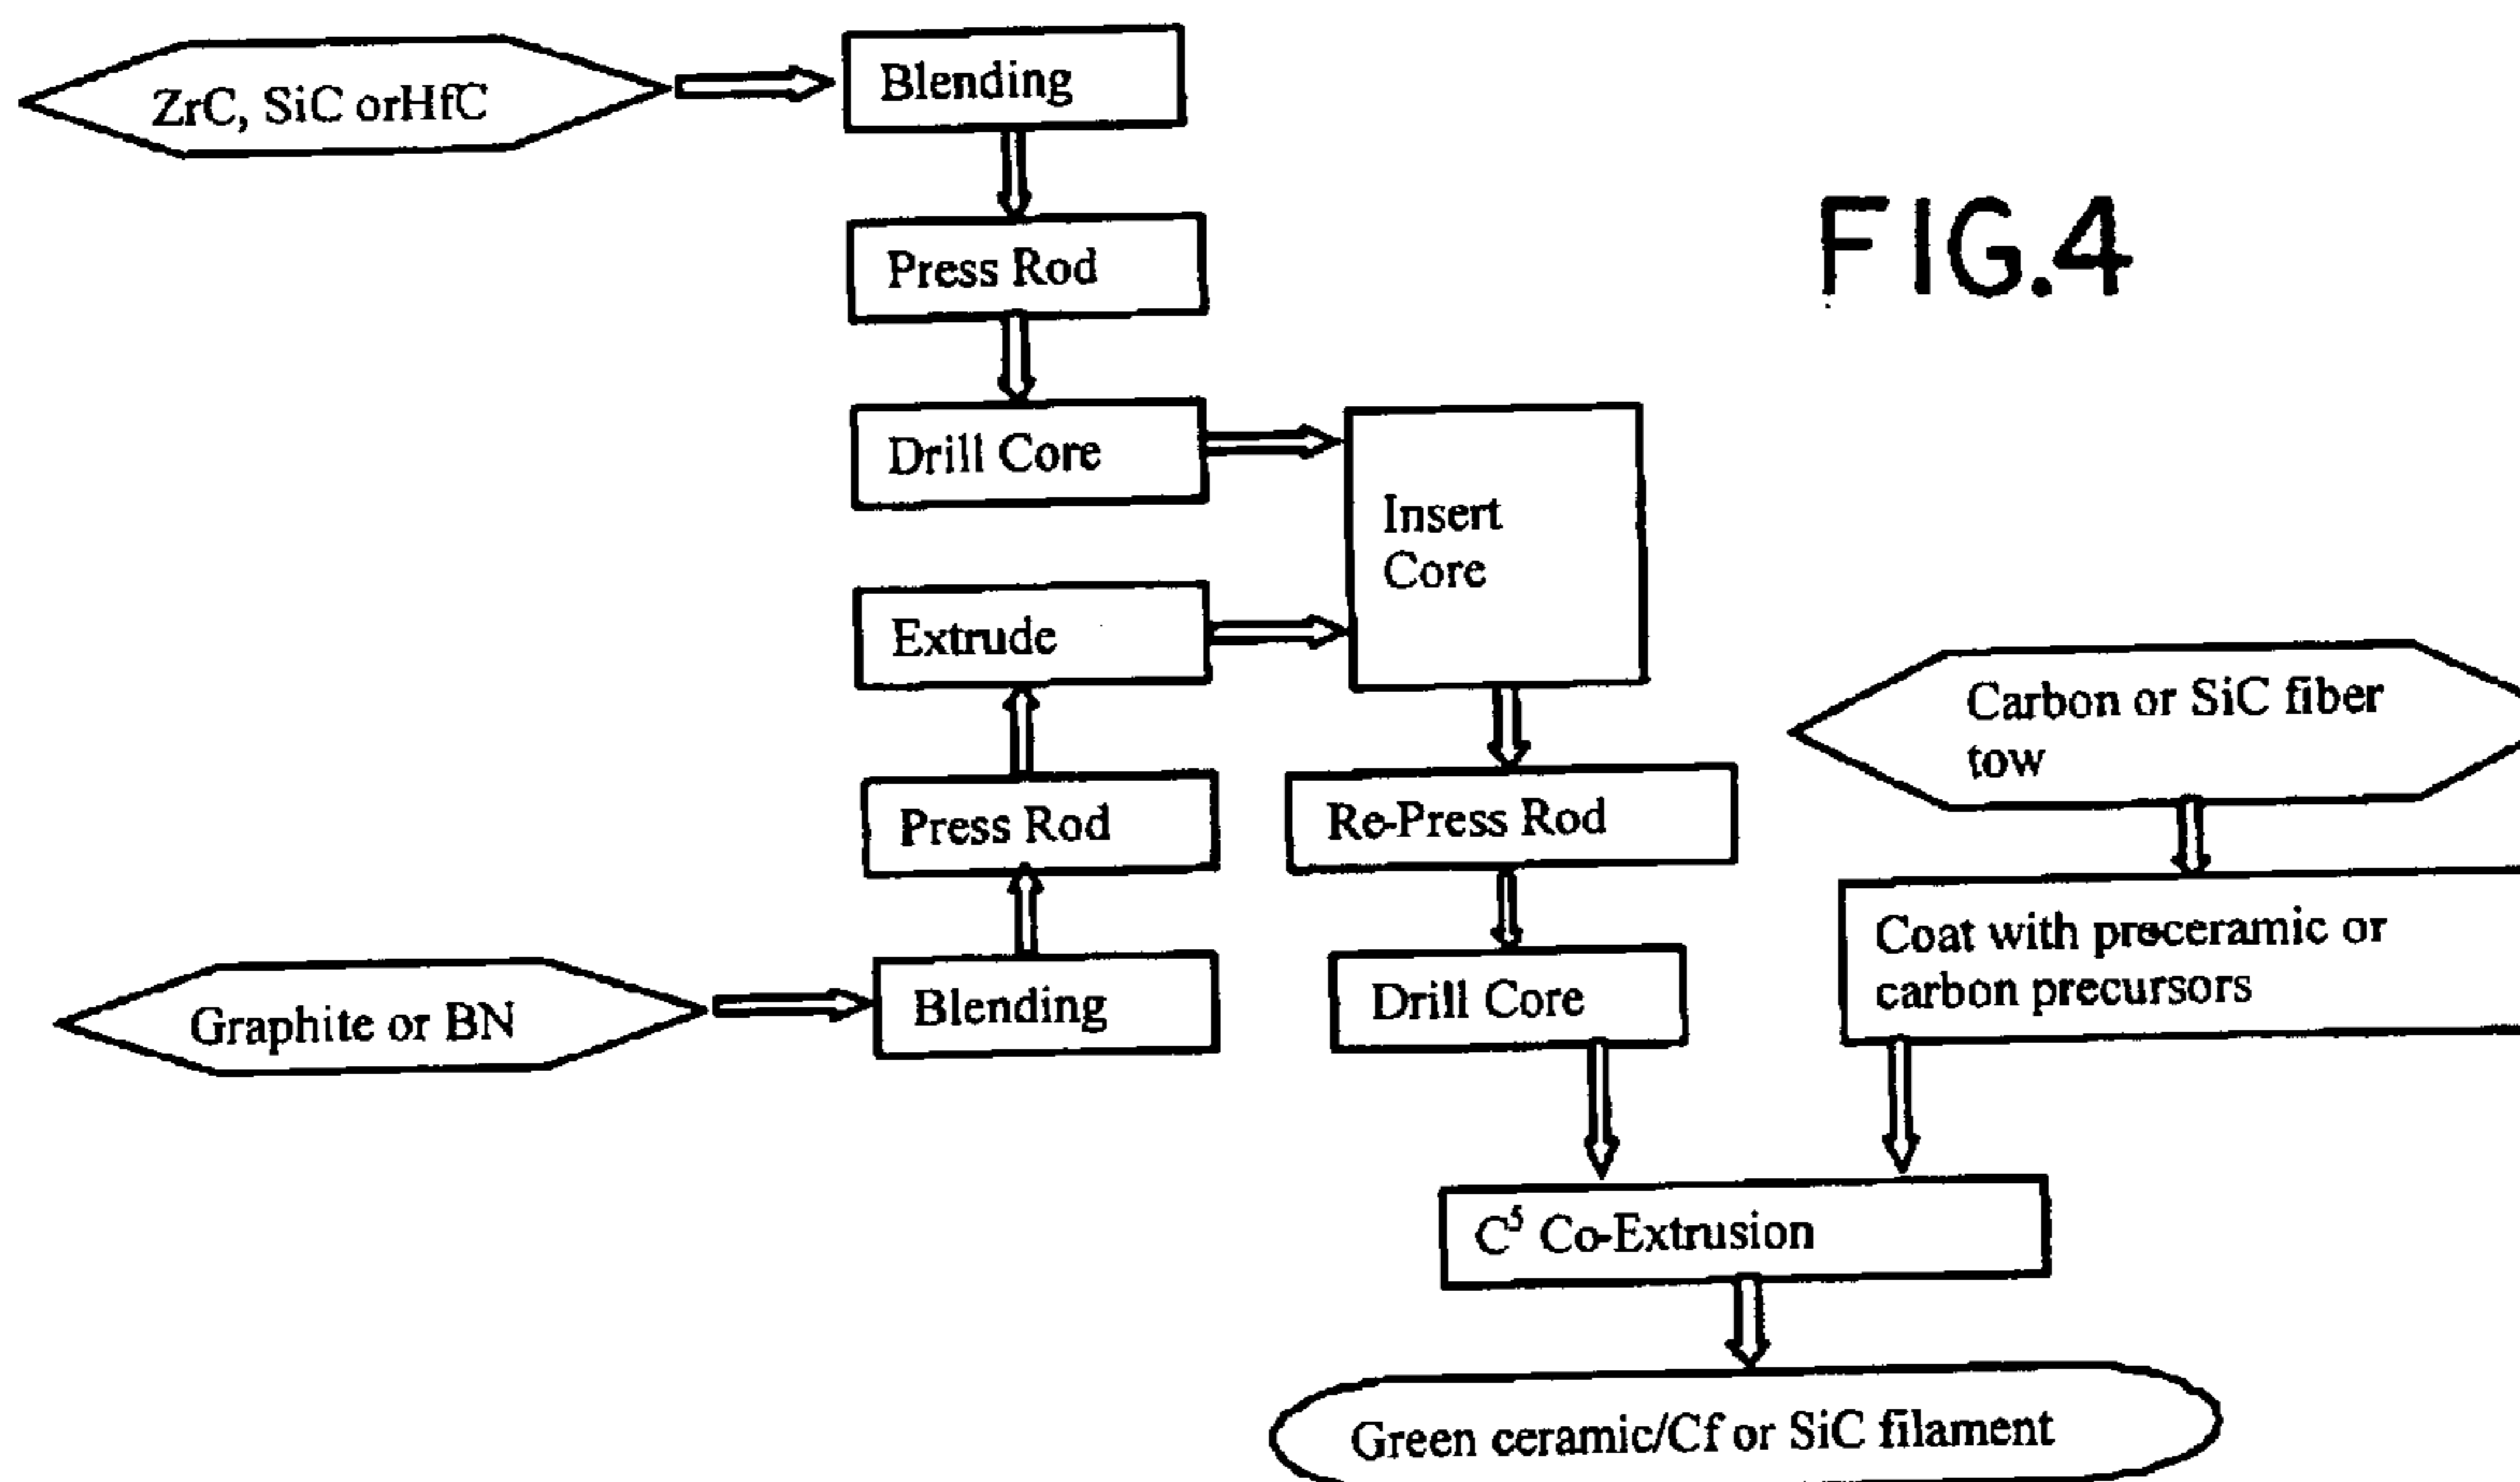 ZrC, SiC orHfC
Blending
Press Rod
FIG.4
Drill Core
Insert
Core
Extrude
Carbon or SiC fiber
tow
Press Rod
Re-Press Rod
Coat with preceramic or
carbon precursors
Graphite or BN
Blending
Drill Core
C⁵ Co-Extrusion
Green ceramic/Cf or SiC filament